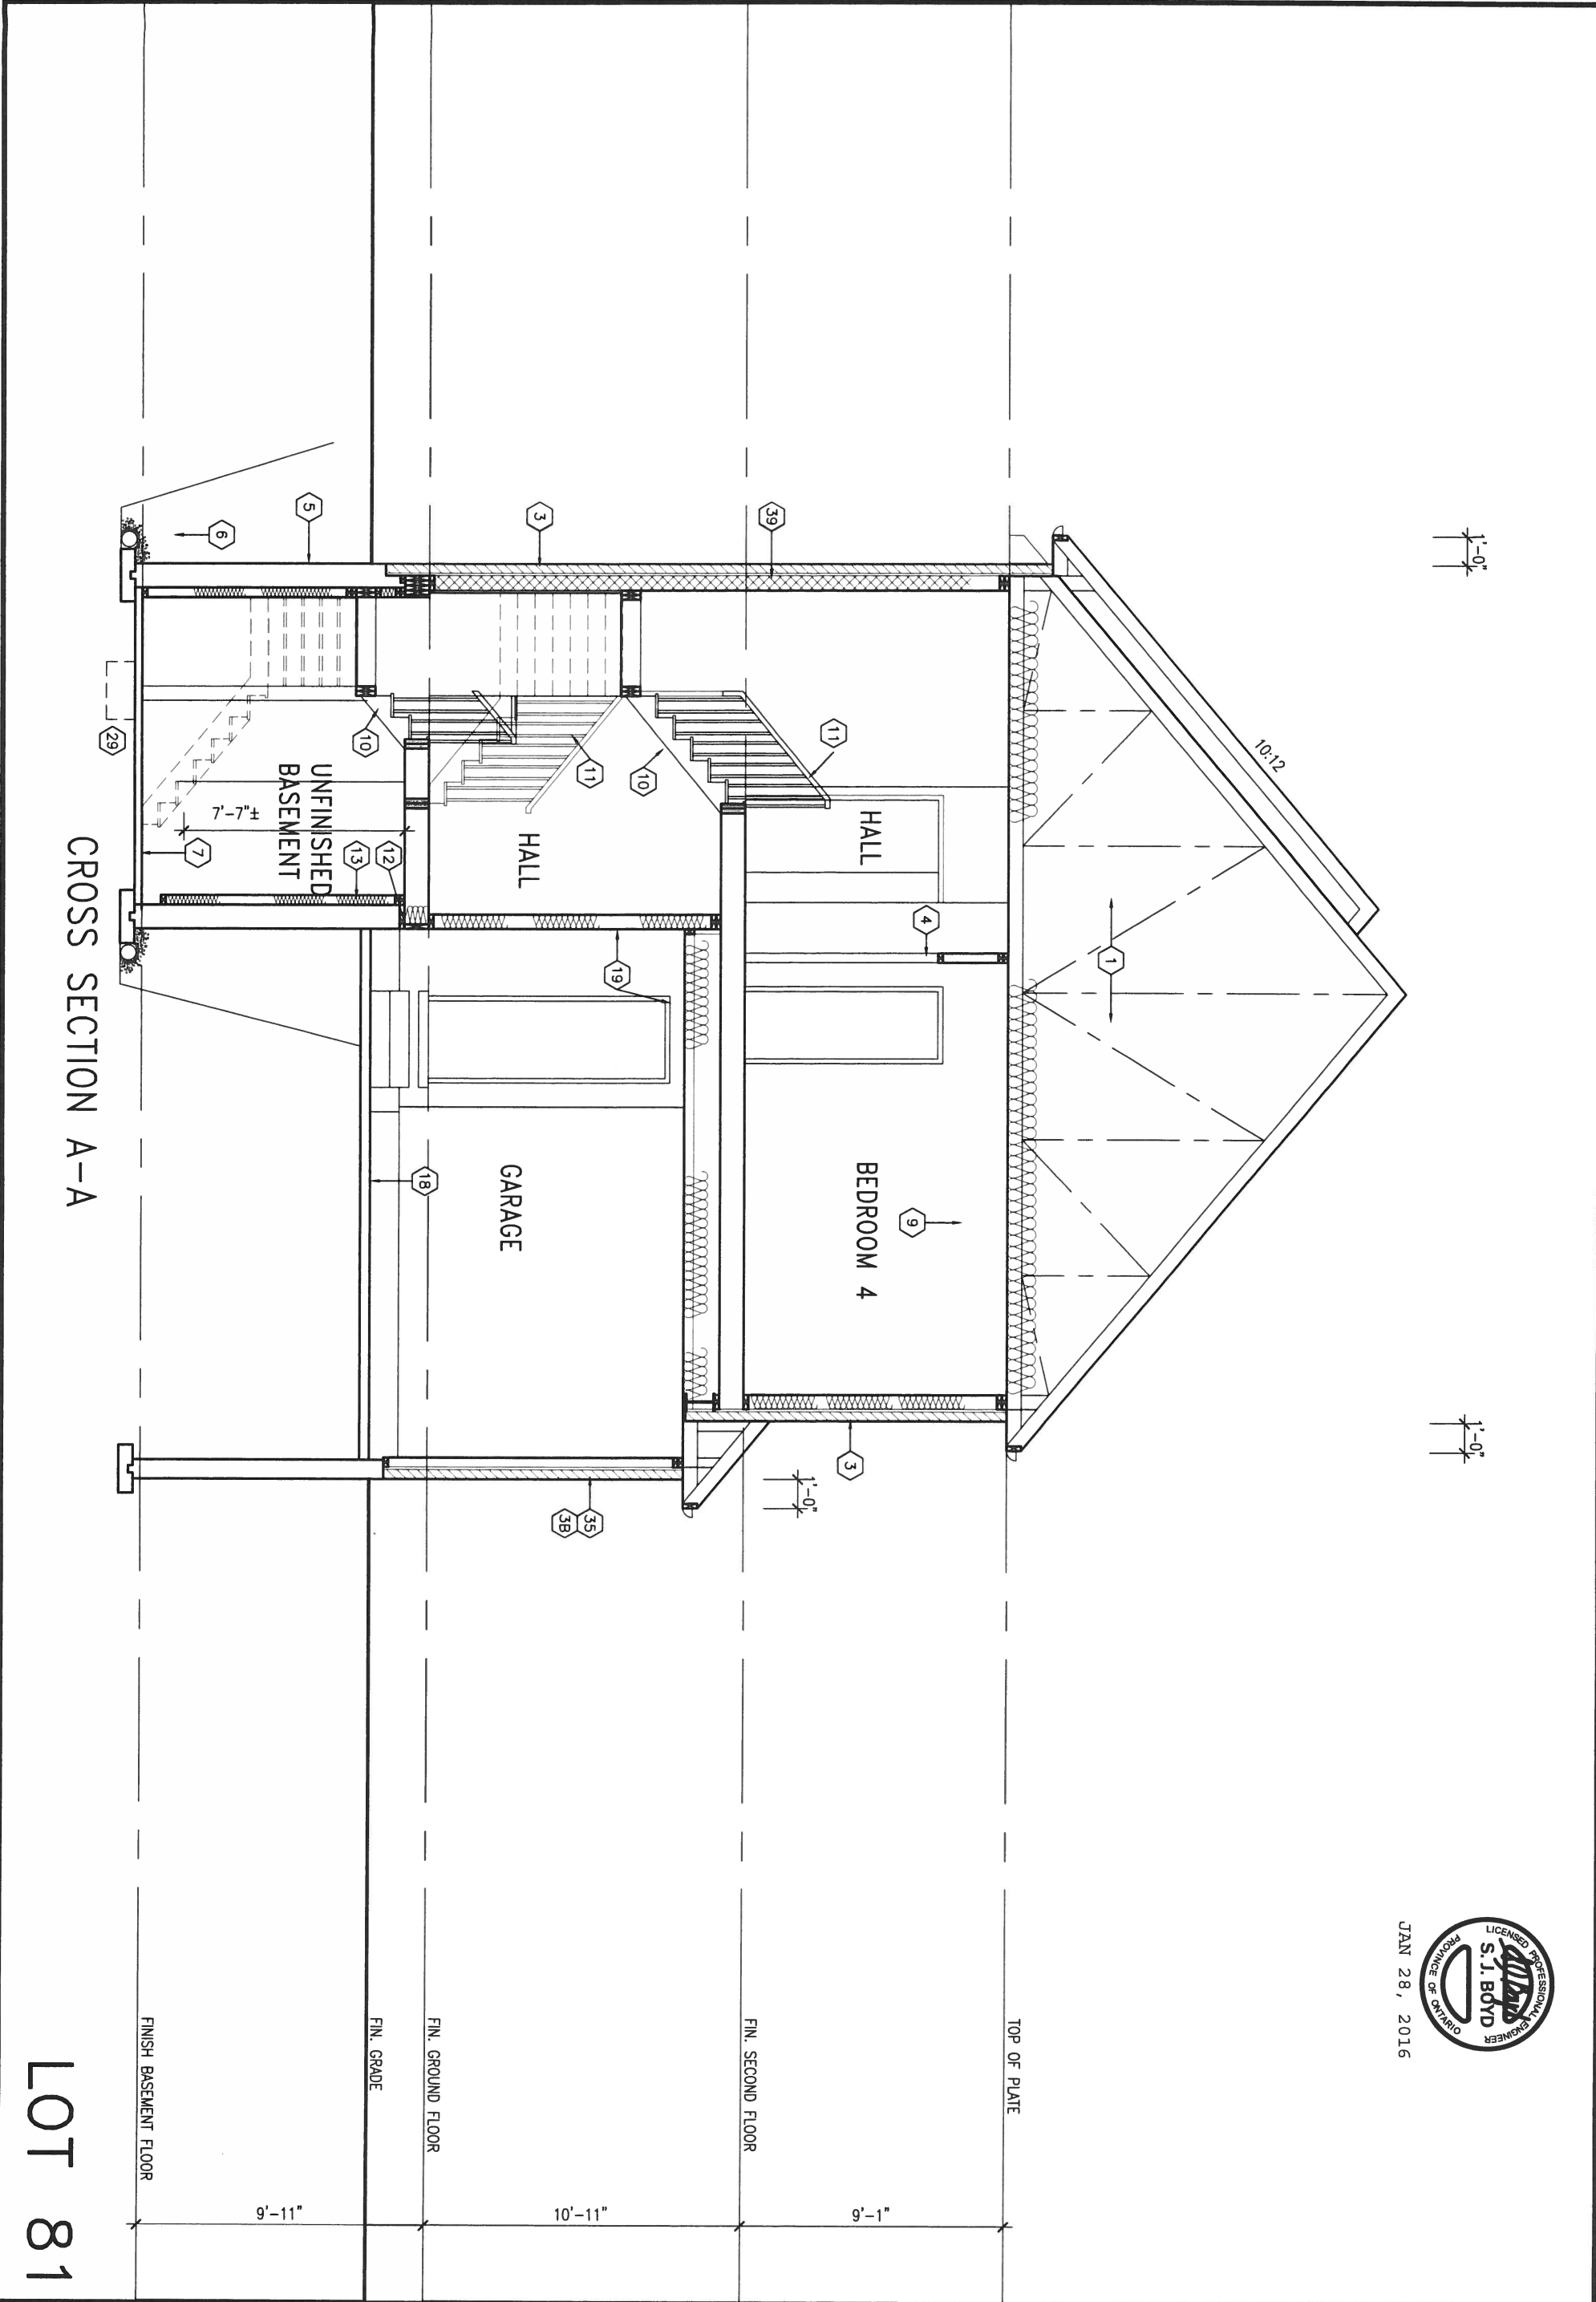 LICENSED PROFESSIONAL ENGINEER
S. J. BOYD
PROVINCE OF ONTARIO
JAN 28, 2016
1'-0"
1'-0"
10:12
1
TOP OF PLATE
39
11
HALL
4
9
BEDROOM 4
3
9'-1"
1'-0"
FIN. SECOND FLOOR
3
10
11
HALL
19
GARAGE
35
3B
10'-11"
FIN. GROUND FLOOR
18
FIN. GRADE
5
6
10
UNFINISHED
BASEMENT
7'-7"±
12
13
7
9'-11"
FINISH BASEMENT FLOOR
29
CROSS SECTION A-A
LOT 81